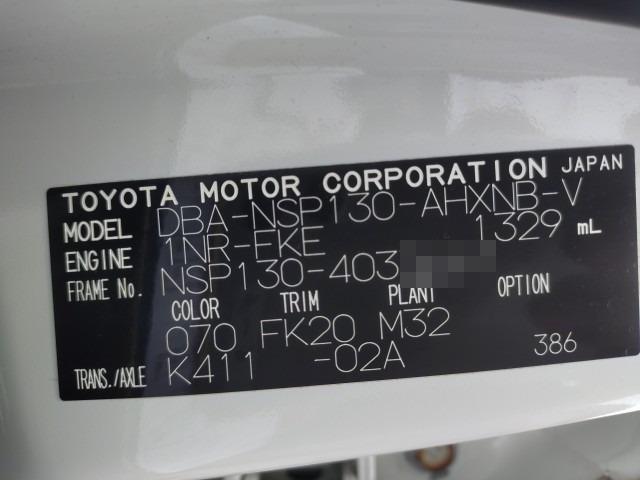 TOYOTA MOTOR CORPORATION JAPAN
MODEL DBA-NSP130-AHXNB-V
ENGINE 1NR-FKE 1329 mL
FRAME No. NSP130-403
COLOR TRIM PLANT OPTION
070 FK20 M32
TRANS./AXLE K411 -02A 386